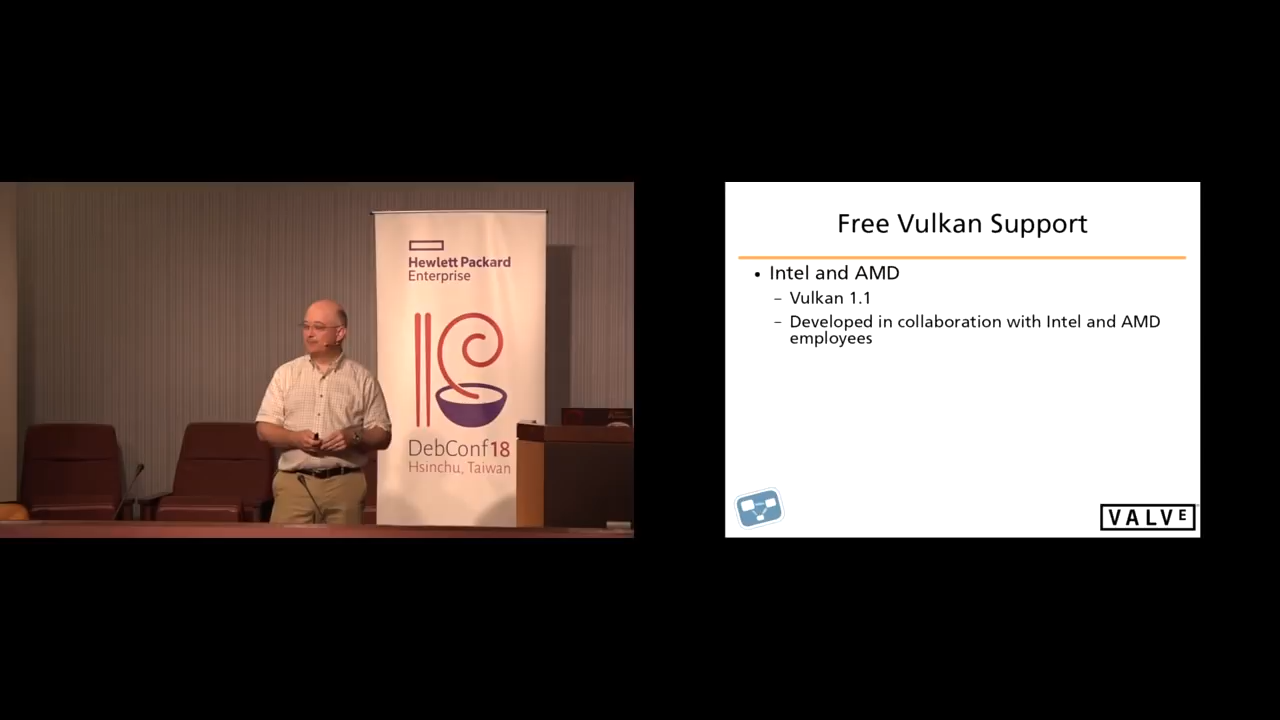 Hewlett Packard
Enterprise
DebConf18
Hsinchu, Taiwan
Free Vulkan Support
• Intel and AMD
– Vulkan 1.1
– Developed in collaboration with Intel and AMD
employees
VALVE